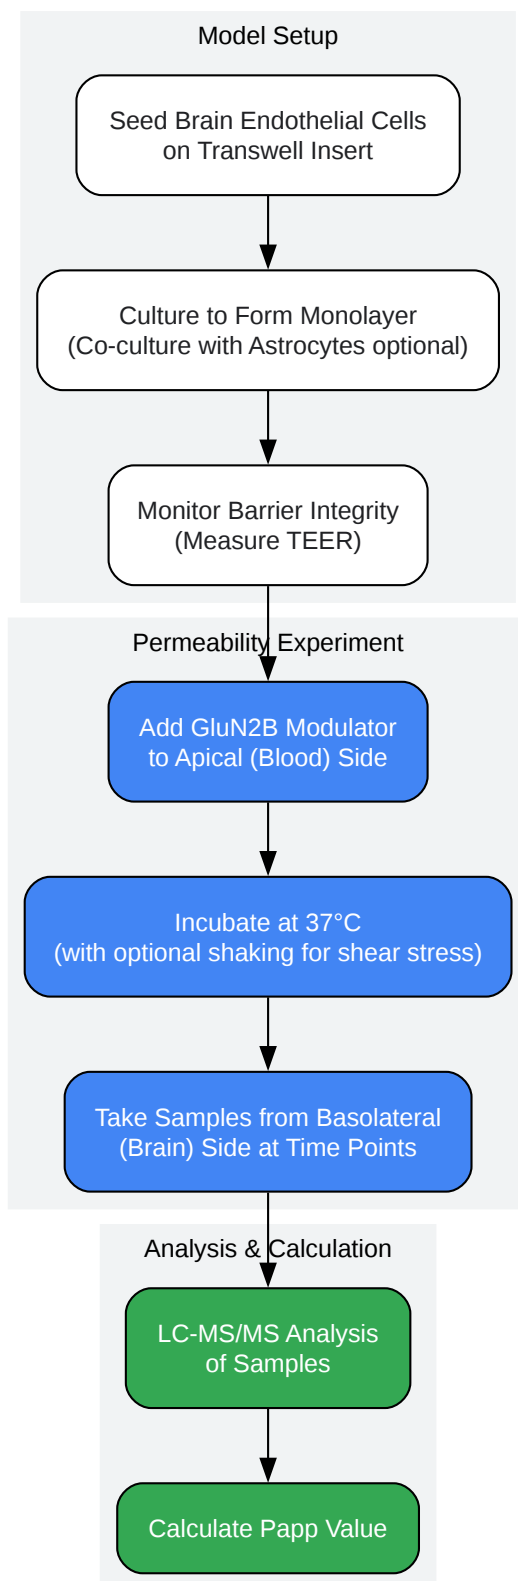 Model Setup
Seed Brain Endothelial Cells
on Transwell Insert
Culture to Form Monolayer
(Co-culture with Astrocytes optional)
Monitor Barrier Integrity
(Measure TEER)
Permeability Experiment
Add GluN2B Modulator
to Apical (Blood) Side
Incubate at 37°C
(with optional shaking for shear stress)
Take Samples from Basolateral
(Brain) Side at Time Points
Analysis & Calculation
LC-MS/MS Analysis
of Samples
Calculate Papp Value